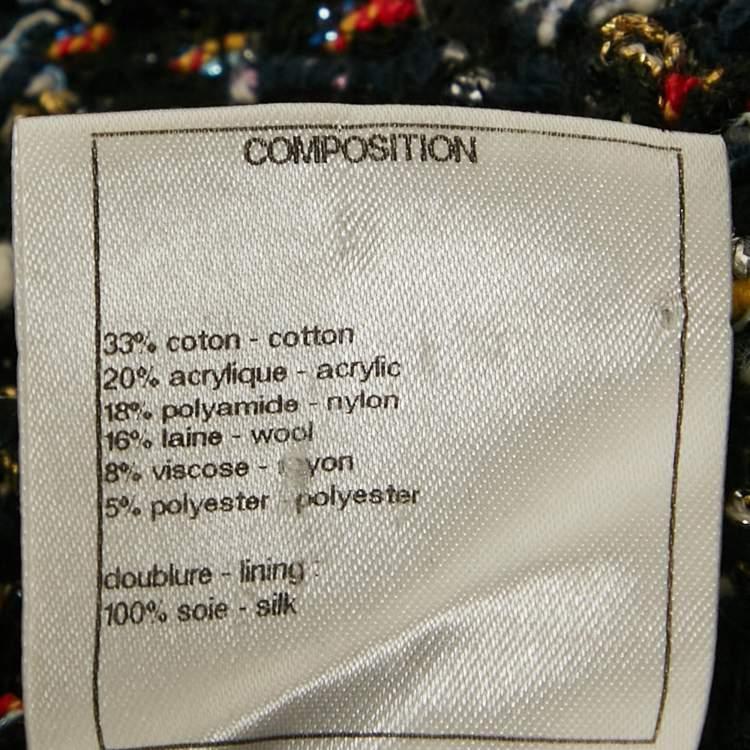 COMPOSITION
33% coton - cotton
20% acrylique - acrylic
18% polyamide - nylon
16% laine - wool
8% viscose -
5% polyester polyester
doublure - lining :
100% soie - silk